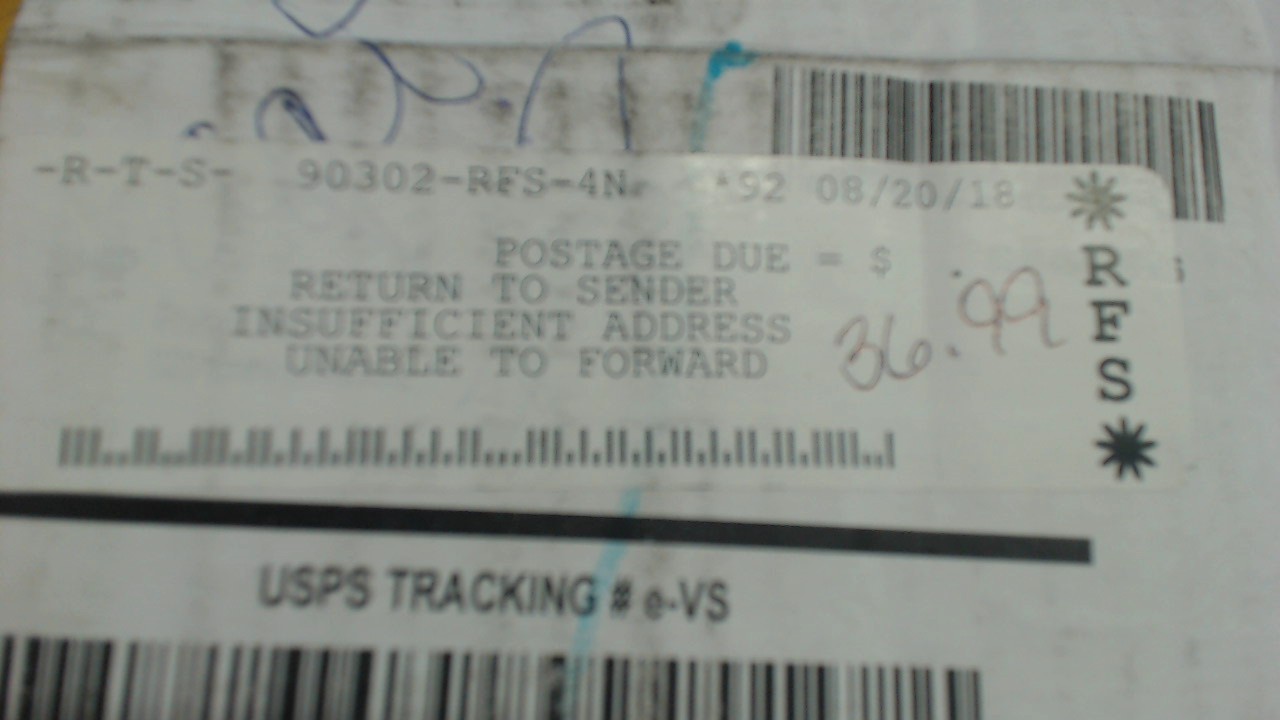 -R-T-S- 90302-RFS-4N 92 08/20/18
POSTAGE DUE = $
RETURN TO SENDER
INSUFFICIENT ADDRESS
UNABLE TO FORWARD
36.99
* RFS *
USPS TRACKING # e-VS